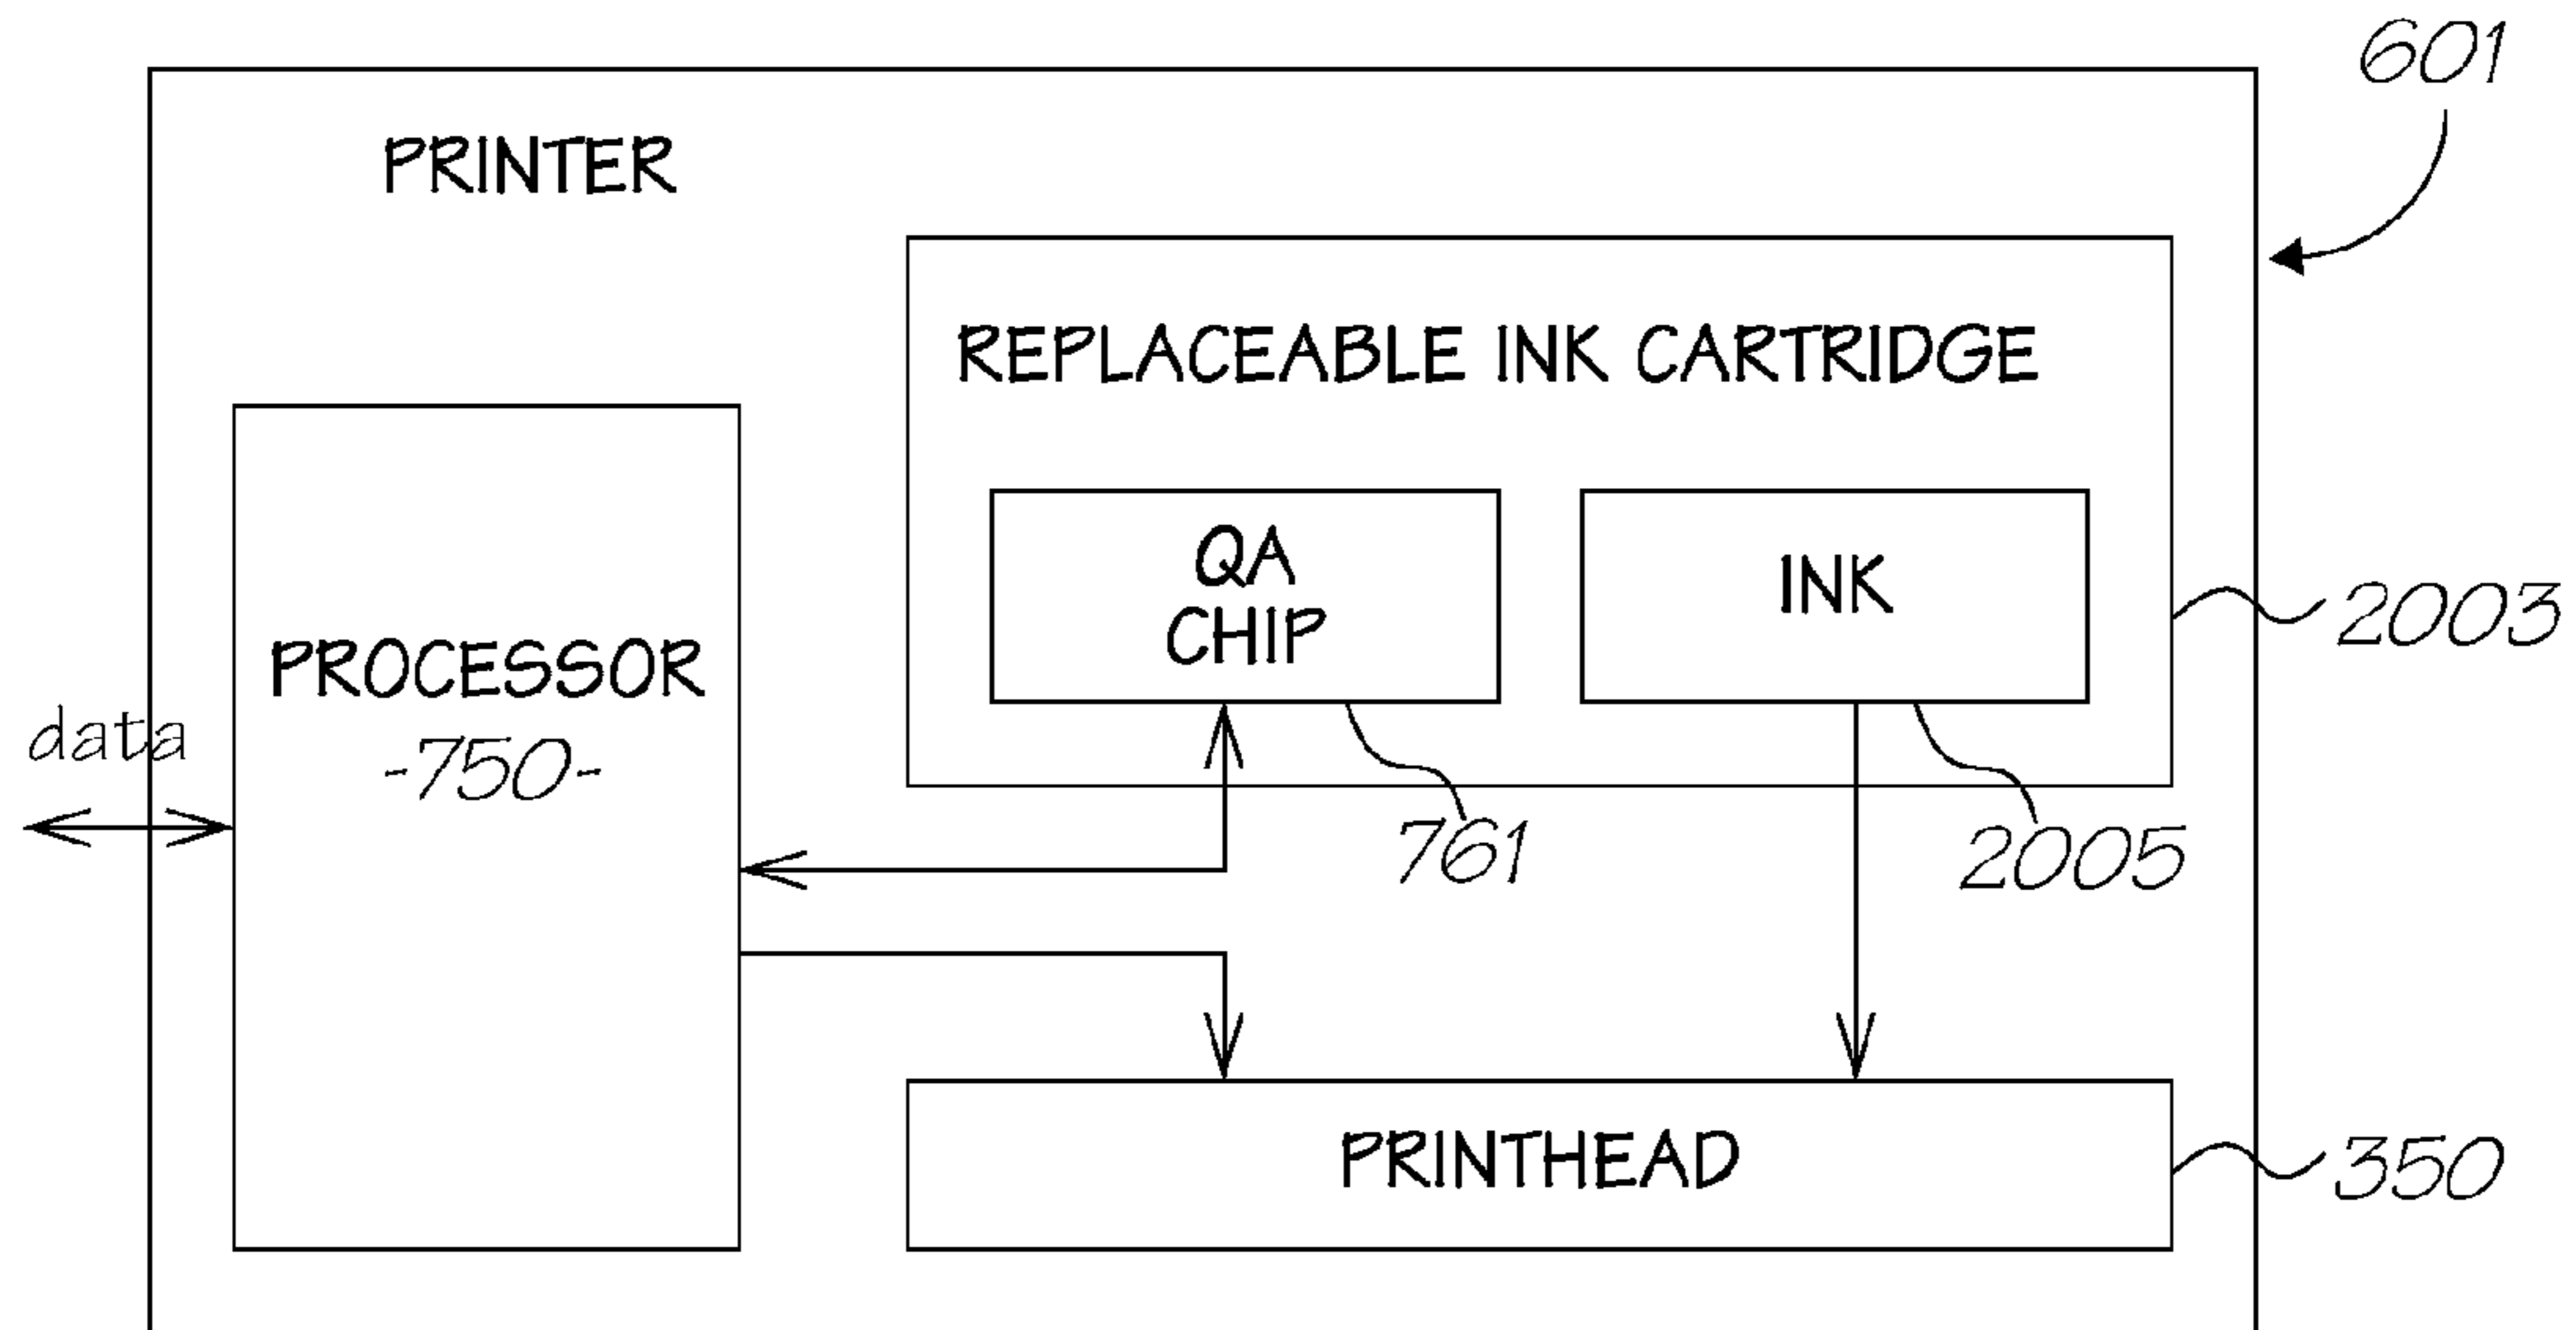 601
PRINTER
REPLACEABLE INK CARTRIDGE
QA
CHIP
INK
2003
PROCESSOR
-750-
data
761
2005
PRINTHEAD
350